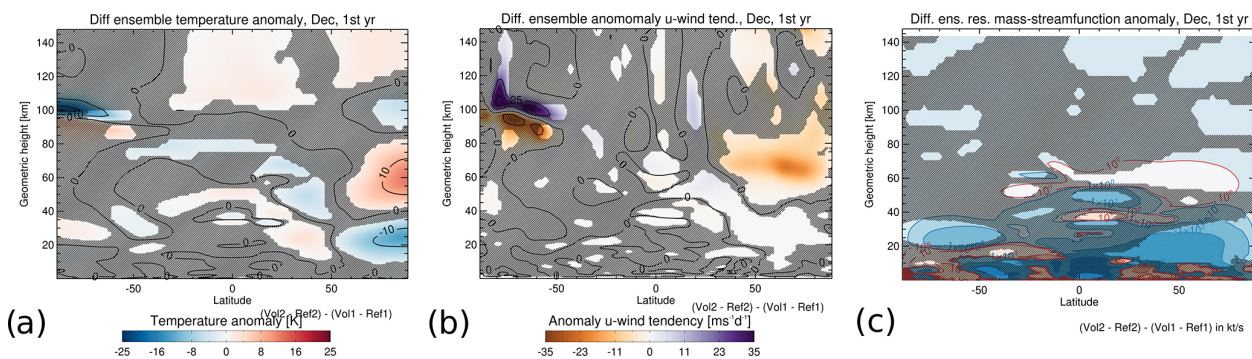 Diff ensemble temperature anomaly, Dec, 1st yr
Geometric height [km]
140
120
100
80
60
40
20
-50
0
50
Latitude
(Vol2 - Ref2) - (Vol1 - Ref1)
(a)
Temperature anomaly [K]
-25 -16 -8 0 8 16 25
Diff. ensemble anomomaly u-wind tend., Dec, 1st yr
Geometric height [km]
140
120
100
80
60
40
20
-50
0
50
Latitude
(Vol2 - Ref2) - (Vol1 - Ref1)
(b)
Anomaly u-wind tendency [ms⁻¹d⁻¹]
-35 -23 -11 0 11 23 35
Diff. ens. res. mass-streamfunction anomaly, Dec, 1st yr
Geometric height [km]
140
120
100
80
60
40
20
-50
0
50
Latitude
(Vol2 - Ref2) - (Vol1 - Ref1) in kt/s
(c)